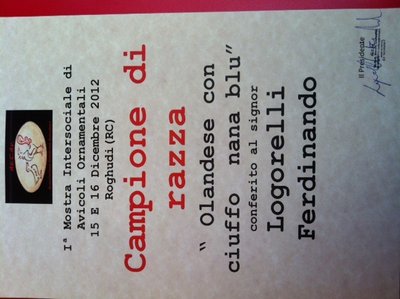 Iª Mostra Intersociale di
Avicoli Ornamentali
15 E 16 Dicembre 2012
Roghudi(RC)
Campione di
razza
“ Olandese con
ciuffo nana blu”
conferito al signor
Logorelli
Ferdinando
Il Presidente